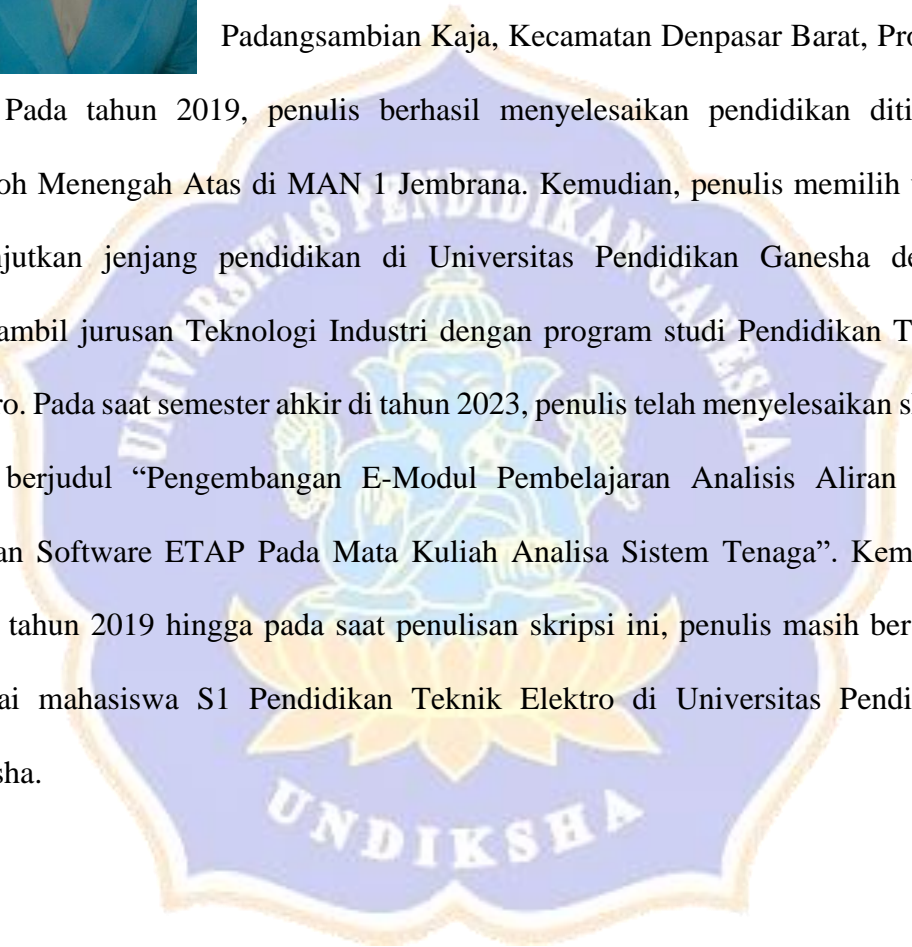 Padangsambian Kaja, Kecamatan Denpasar Barat, Pro
Pada tahun 2019, penulis berhasil menyelesaikan pendidikan diti
oh Menengah Atas di MAN 1 Jembrana. Kemudian, penulis memilih
jutkan jenjang pendidikan di Universitas Pendidikan Ganesha de
ambil jurusan Teknologi Industri dengan program studi Pendidikan T
ro. Pada saat semester ahkir di tahun 2023, penulis telah menyelesaikan s
berjudul “Pengembangan E-Modul Pembelajaran Analisis Aliran
an Software ETAP Pada Mata Kuliah Analisa Sistem Tenaga”. Kem
tahun 2019 hingga pada saat penulisan skripsi ini, penulis masih ber
ai mahasiswa S1 Pendidikan Teknik Elektro di Universitas Pendi
sha.
UNIVERSITAS PENDIDIKAN GANESHA
UNDIKSHA